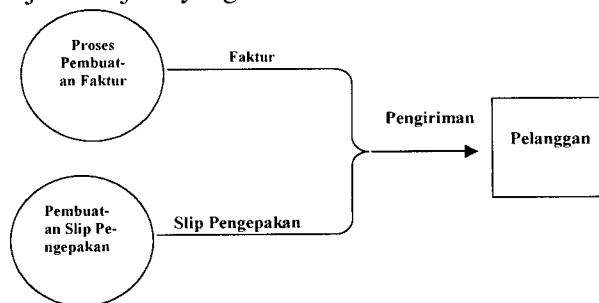 Proses
Pembuat-
an Faktur
Faktur
Pengiriman
Pelanggan
Pembuat-
an Slip Pe-
ngepakan
Slip Pengepakan